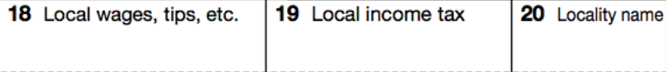 18 Local wages, tips, etc. 19 Local income tax 20 Locality name